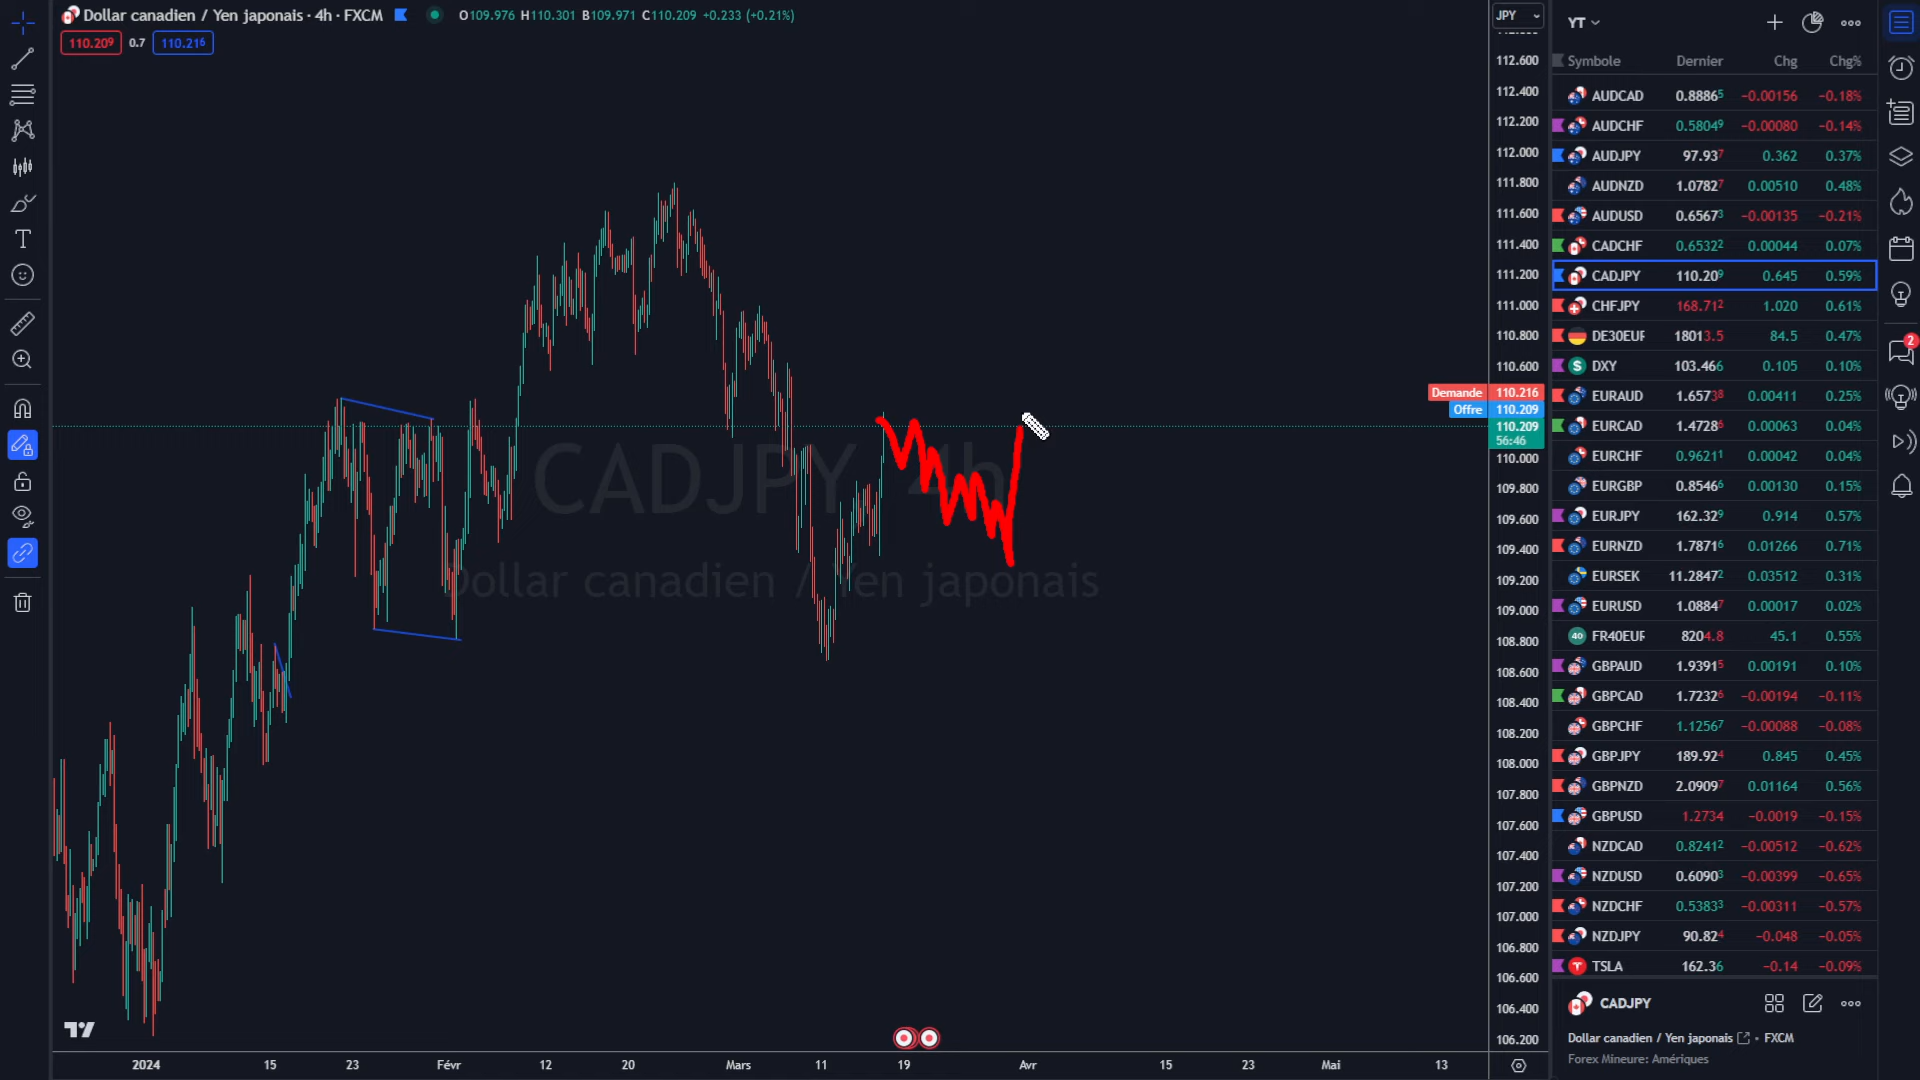 Dollar canadien / Yen japonais · 4h · FXCM O109.976 H110.301 B109.971 C110.209 +0.233 (+0.21%)
110.209 0.7 110.216
JPY
112.600
112.400
112.200
112.000
111.800
111.600
111.400
111.200
111.000
110.800
110.600
Demande 110.216
Offre 110.209
110.209
56:46
110.000
109.800
109.600
109.400
109.200
109.000
108.800
108.600
108.400
108.200
108.000
107.800
107.600
107.400
107.200
107.000
106.800
106.600
106.400
106.200
CADJPY 4h
Dollar canadien / Yen japonais
2024 15 23 Févr 12 20 Mars 11 19 Avr 15 23 Mai 13
YT
Symbole Dernier Chg Chg%
AUDCAD 0.88865 −0.00156 −0.18%
AUDCHF 0.58049 −0.00080 −0.14%
AUDJPY 97.937 0.362 0.37%
AUDNZD 1.07827 0.00510 0.48%
AUDUSD 0.65673 −0.00135 −0.21%
CADCHF 0.65322 0.00044 0.07%
CADJPY 110.209 0.645 0.59%
CHFJPY 168.712 1.020 0.61%
DE30EUR 18013.5 84.5 0.47%
DXY 103.466 0.105 0.10%
EURAUD 1.65738 0.00411 0.25%
EURCAD 1.47286 0.00063 0.04%
EURCHF 0.96211 0.00042 0.04%
EURGBP 0.85466 0.00130 0.15%
EURJPY 162.329 0.914 0.57%
EURNZD 1.78716 0.01266 0.71%
EURSEK 11.28472 0.03512 0.31%
EURUSD 1.08847 0.00017 0.02%
40 FR40EUR 8204.8 45.1 0.55%
GBPAUD 1.93915 0.00191 0.10%
GBPCAD 1.72326 −0.00194 −0.11%
GBPCHF 1.12567 −0.00088 −0.08%
GBPJPY 189.924 0.845 0.45%
GBPNZD 2.09097 0.01164 0.56%
GBPUSD 1.2734 −0.0019 −0.15%
NZDCAD 0.82412 −0.00512 −0.62%
NZDUSD 0.60903 −0.00399 −0.65%
NZDCHF 0.53833 −0.00311 −0.57%
NZDJPY 90.824 −0.048 −0.05%
TSLA 162.36 −0.14 −0.09%
CADJPY
Dollar canadien / Yen japonais • FXCM
Forex Mineure: Amériques
2